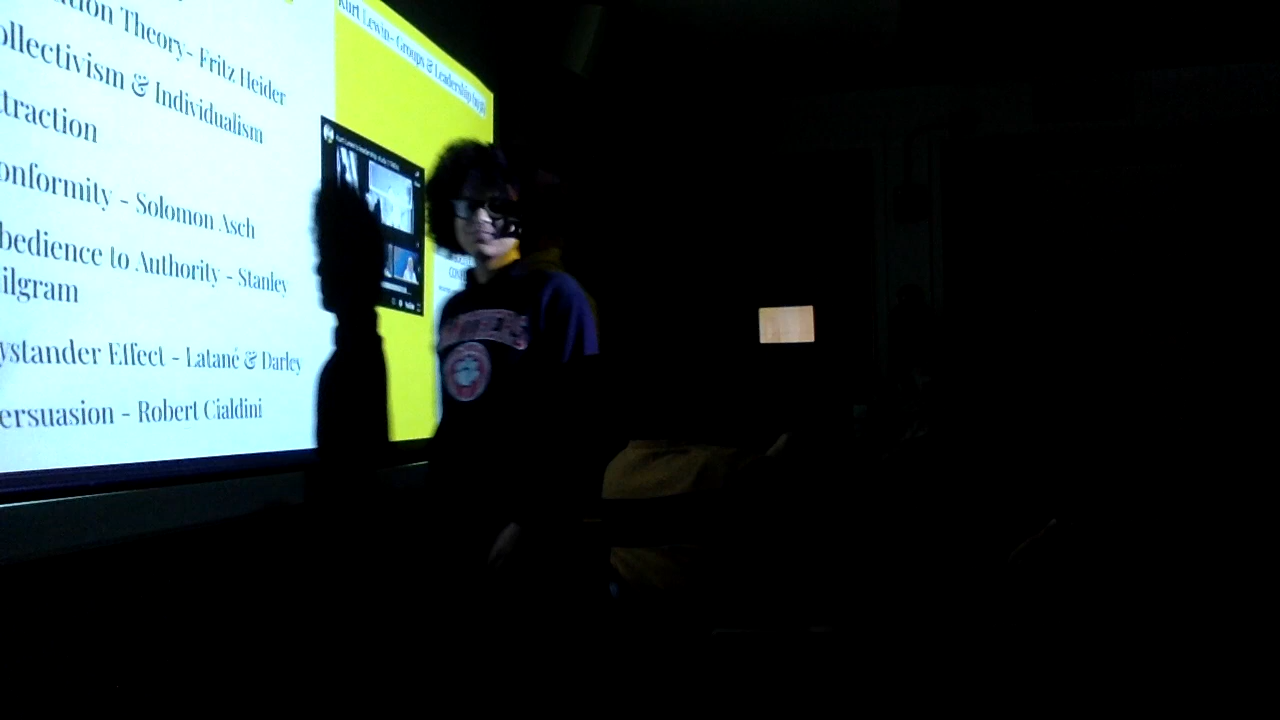 tion Theory- Fritz Heider
ollectivism & Individualism
ttraction
onformity - Solomon Asch
bedience to Authority - Stanley
ilgram
ystander Effect - Latané & Darley
ersuasion - Robert Cialdini
Kurt Lewin- Groups & Leadership